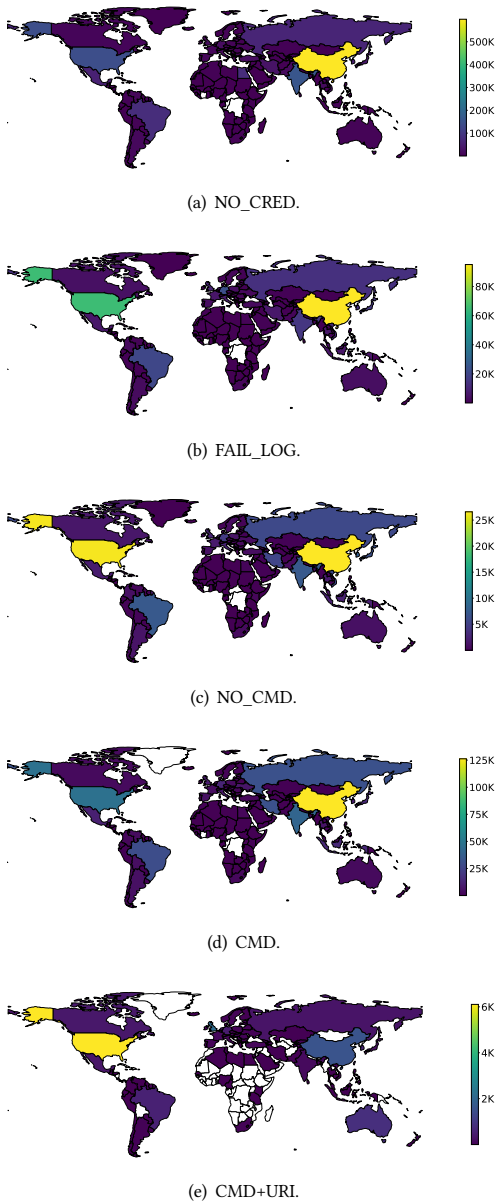 500K
400K
300K
200K
100K
(a) NO_CRED.
80K
60K
40K
20K
(b) FAIL_LOG.
25K
20K
15K
10K
5K
(c) NO_CMD.
125K
100K
75K
50K
25K
(d) CMD.
6K
4K
2K
(e) CMD+URI.